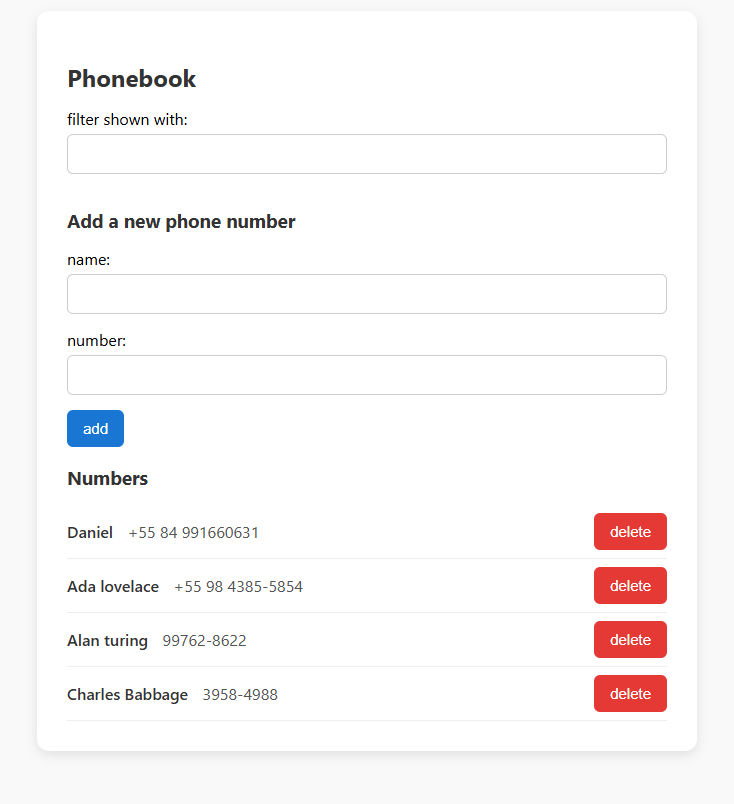 Phonebook
filter shown with:
Add a new phone number
name:
number:
add
Numbers
Daniel +55 84 991660631 delete
Ada lovelace +55 98 4385-5854 delete
Alan turing 99762-8622 delete
Charles Babbage 3958-4988 delete